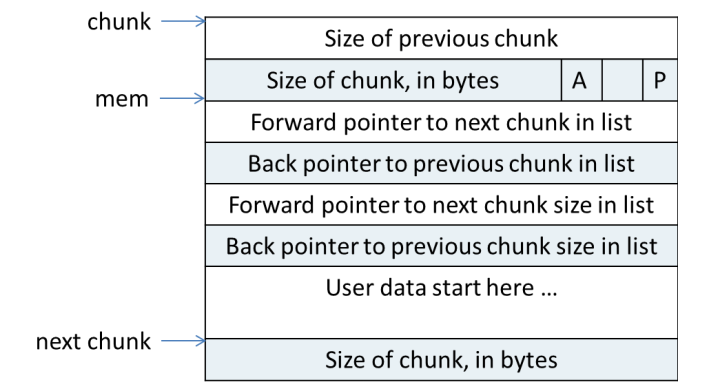 chunk
Size of previous chunk
Size of chunk, in bytes A P
mem
Forward pointer to next chunk in list
Back pointer to previous chunk in list
Forward pointer to next chunk size in list
Back pointer to previous chunk size in list
User data start here ...
next chunk
Size of chunk, in bytes